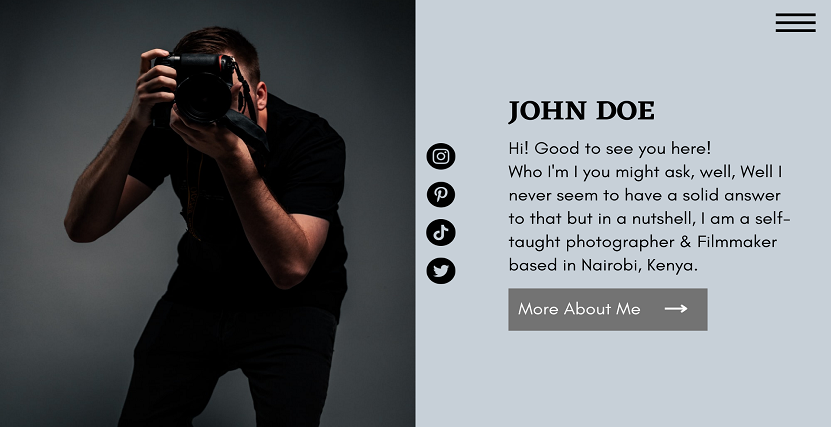 JOHN DOE
Hi! Good to see you here!
Who I'm I you might ask, well, Well I
never seem to have a solid answer
to that but in a nutshell, I am a self-
taught photographer & Filmmaker
based in Nairobi, Kenya.
More About Me